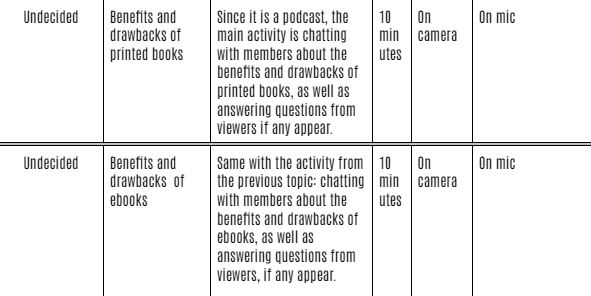 Undecided
Benefits and
drawbacks of
printed books
Since it is a podcast, the
main activity is chatting
with members about the
benefits and drawbacks of
printed books, as well as
answering questions from
viewers if any appear.
10
min
utes
On
camera
On mic
Undecided
Benefits and
drawbacks of
ebooks
Same with the activity from
the previous topic: chatting
with members about the
benefits and drawbacks of
ebooks, as well as
answering questions from
viewers, if any appear.
10
min
utes
On
camera
On mic